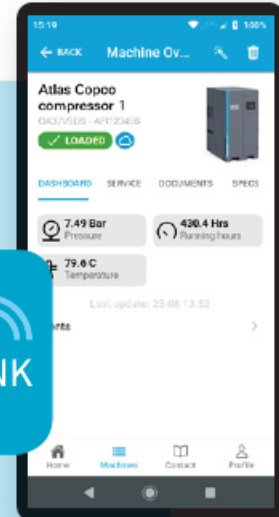 15:19
100%
BACK Machine Ov...
Atlas Copco
compressor 1
LOADED
DASHBOARD SERVICE DOCUMENTS SPECS
7.49 Bar
Pressure
430.4 Hrs
Running hours
79.6 C
Temperature
Last update: 25-08 13:52
nts
NK
Home Machines Contact Profile